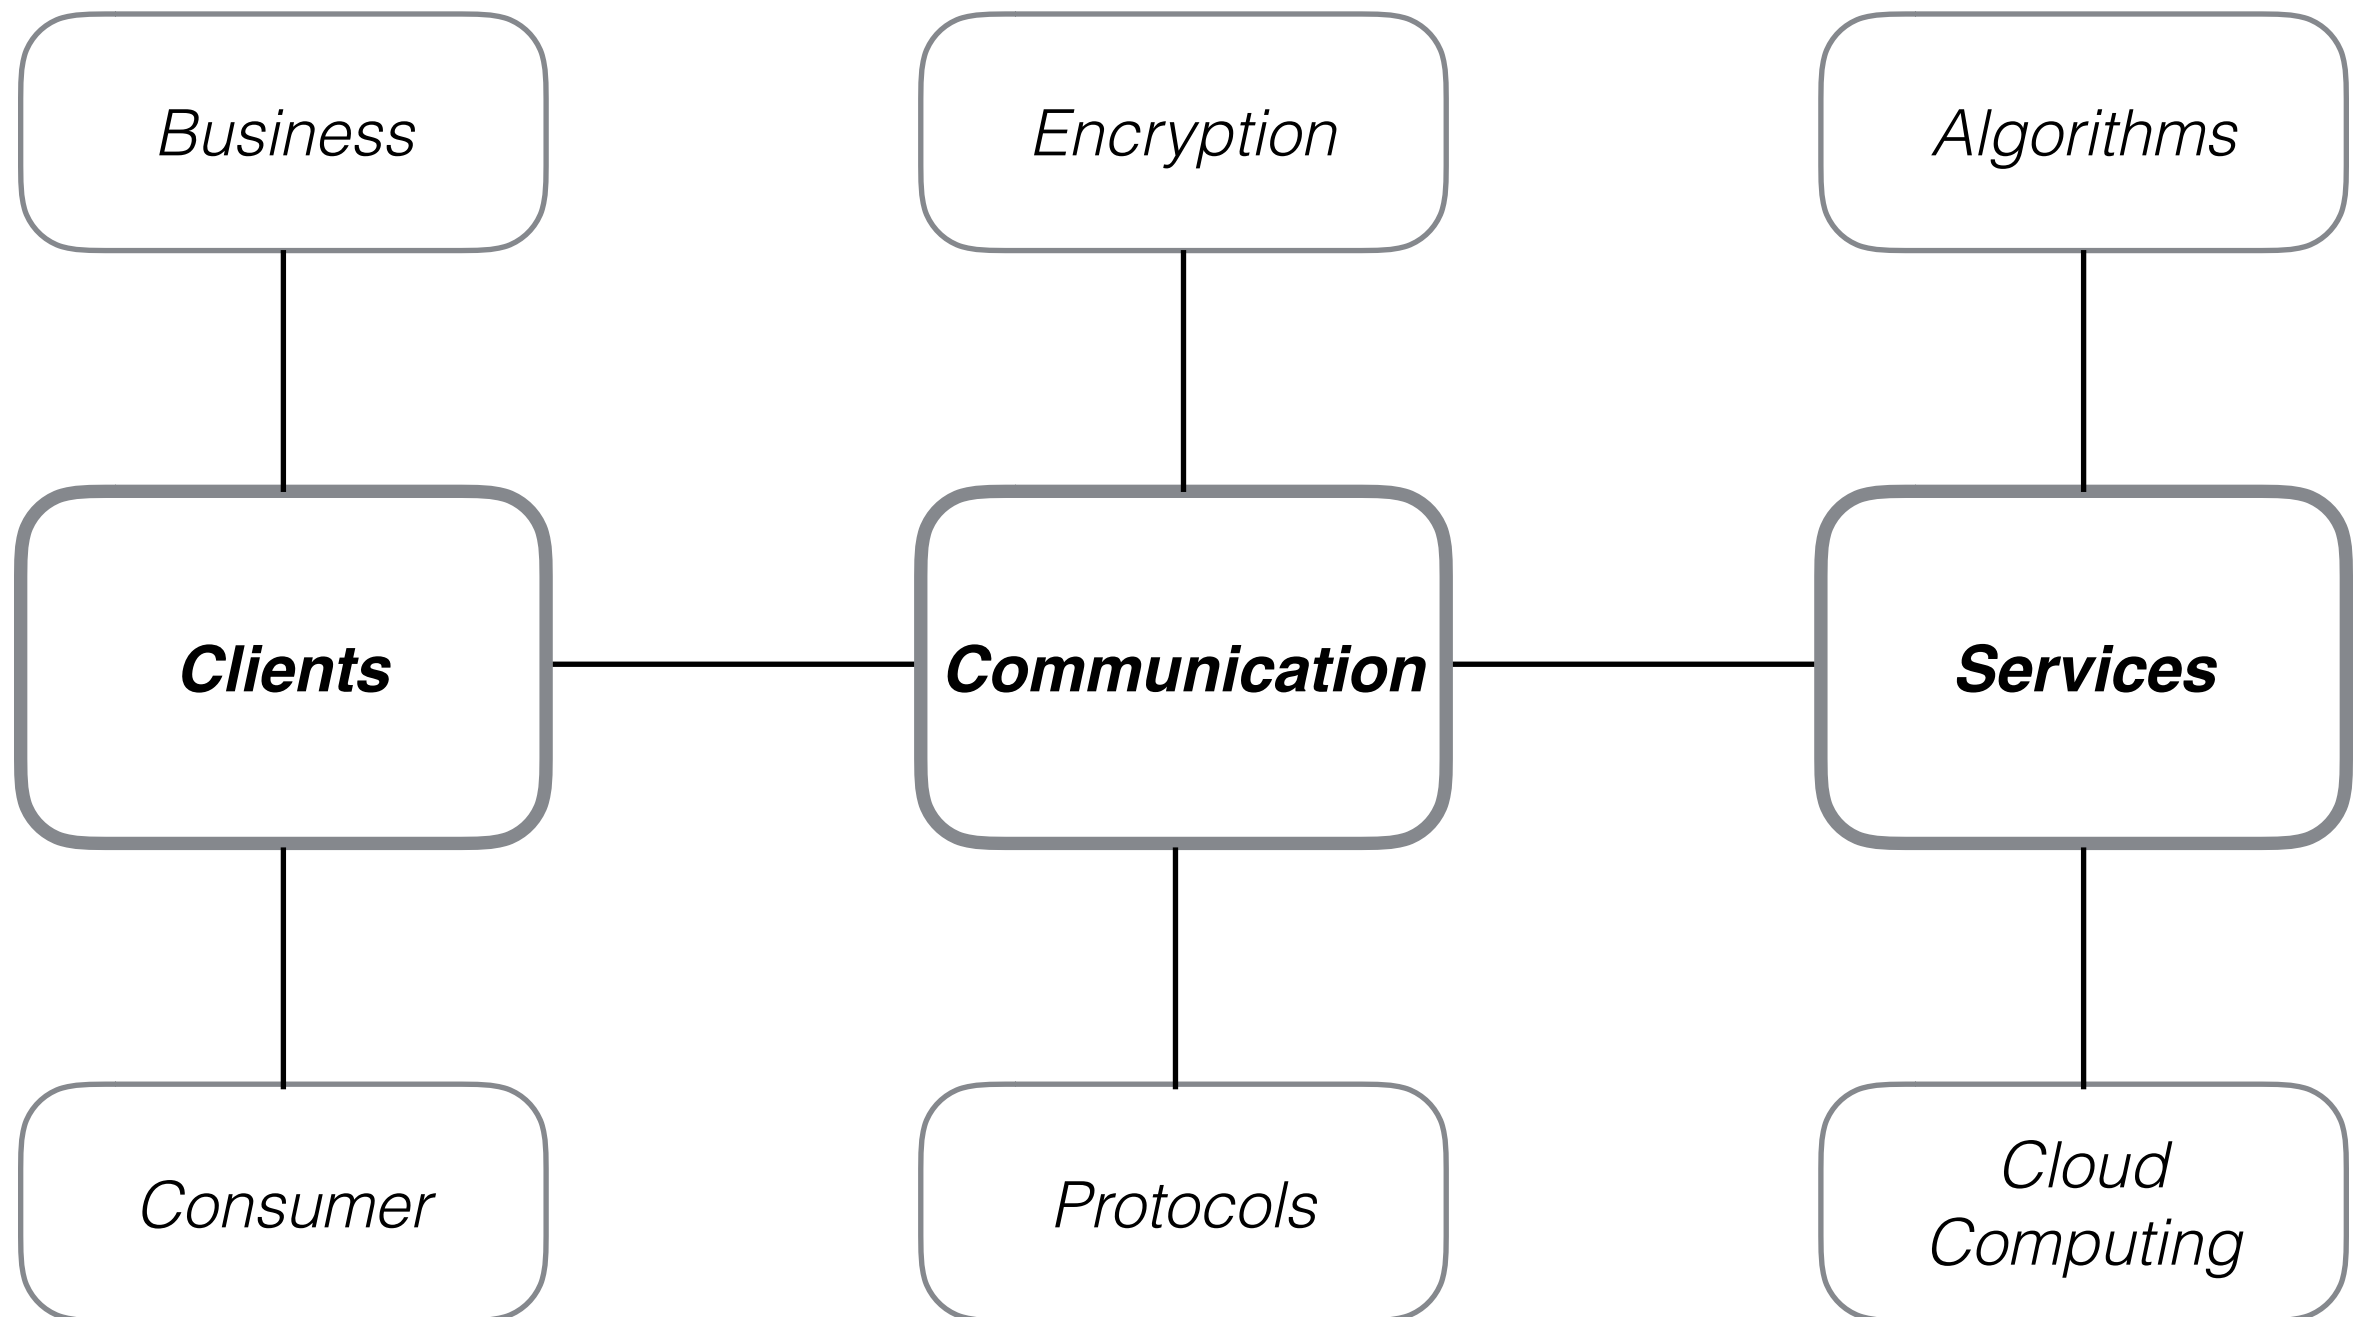 Business
Encryption
Algorithms
Clients
Communication
Services
Consumer
Protocols
Cloud
Computing